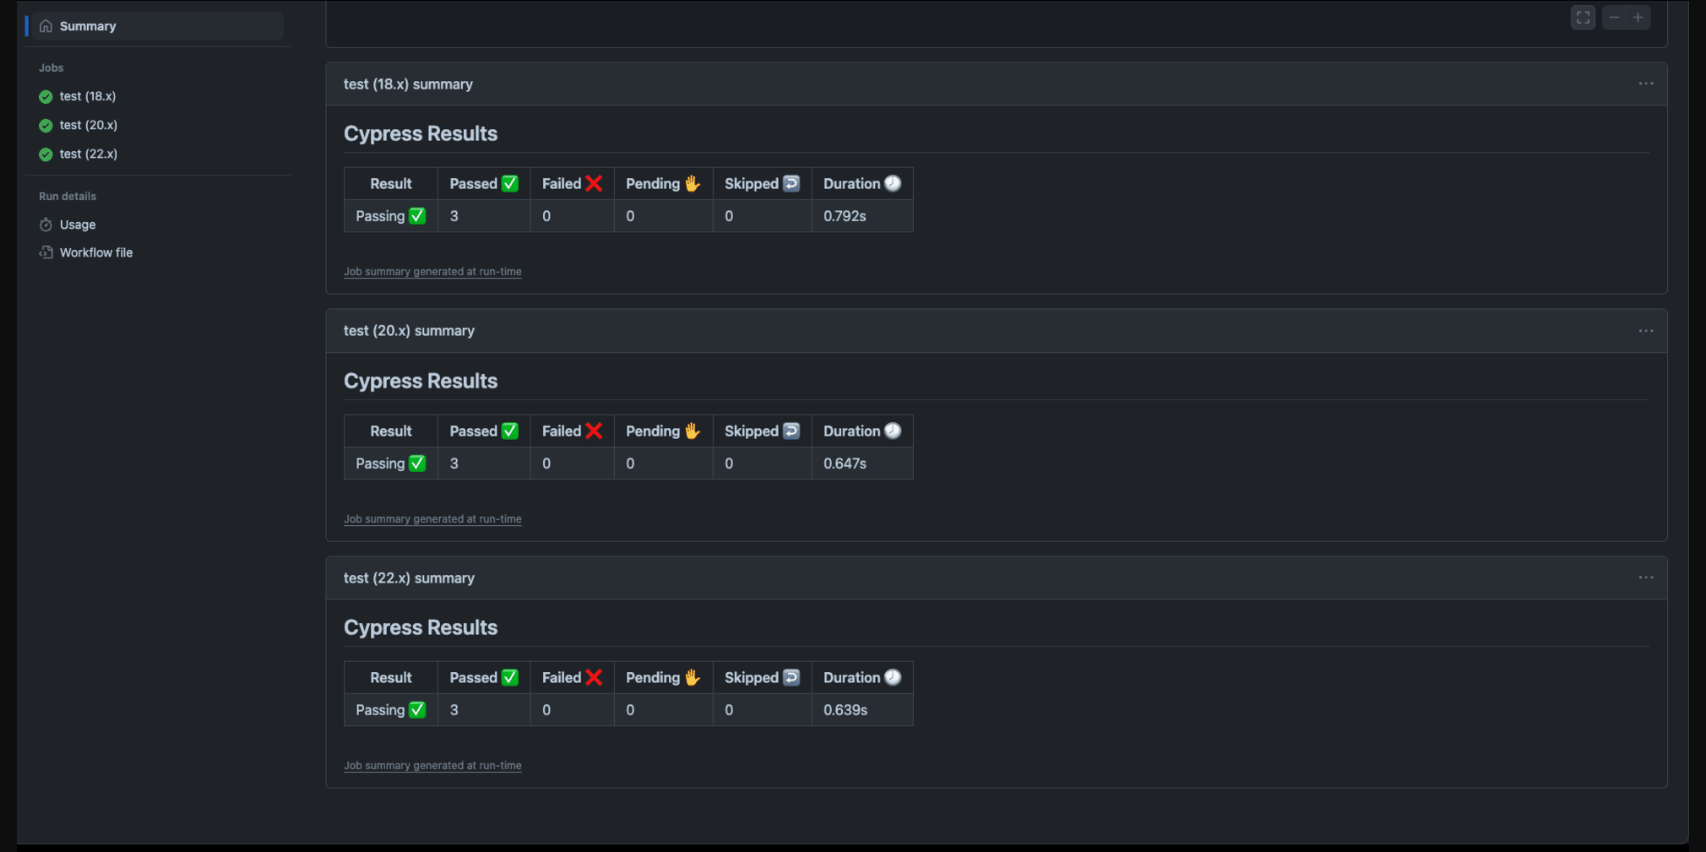 Summary
Jobs
test (18.x)
test (20.x)
test (22.x)
Run details
Usage
Workflow file
test (18.x) summary
Cypress Results
Result Passed ✅ Failed ❌ Pending ✋ Skipped ↩️ Duration 🕗
Passing ✅ 3 0 0 0 0.792s
Job summary generated at run-time
test (20.x) summary
Cypress Results
Result Passed ✅ Failed ❌ Pending ✋ Skipped ↩️ Duration 🕗
Passing ✅ 3 0 0 0 0.647s
Job summary generated at run-time
test (22.x) summary
Cypress Results
Result Passed ✅ Failed ❌ Pending ✋ Skipped ↩️ Duration 🕗
Passing ✅ 3 0 0 0 0.639s
Job summary generated at run-time